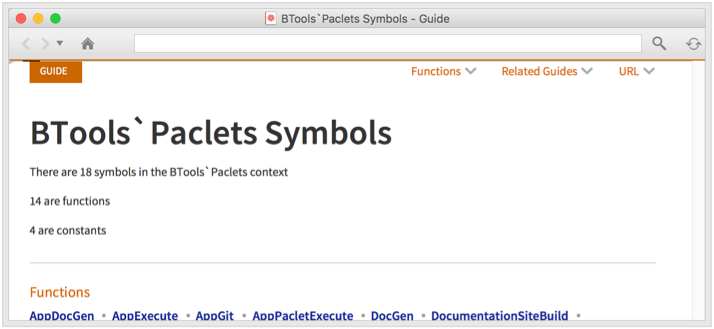 BTools`Paclets Symbols - Guide
GUIDE Functions Related Guides URL
BTools`Paclets Symbols
There are 18 symbols in the BTools`Paclets context
14 are functions
4 are constants
Functions
AppDocGen ▪ AppExecute ▪ AppGit ▪ AppPacletExecute ▪ DocGen ▪ DocumentationSiteBuild ▪